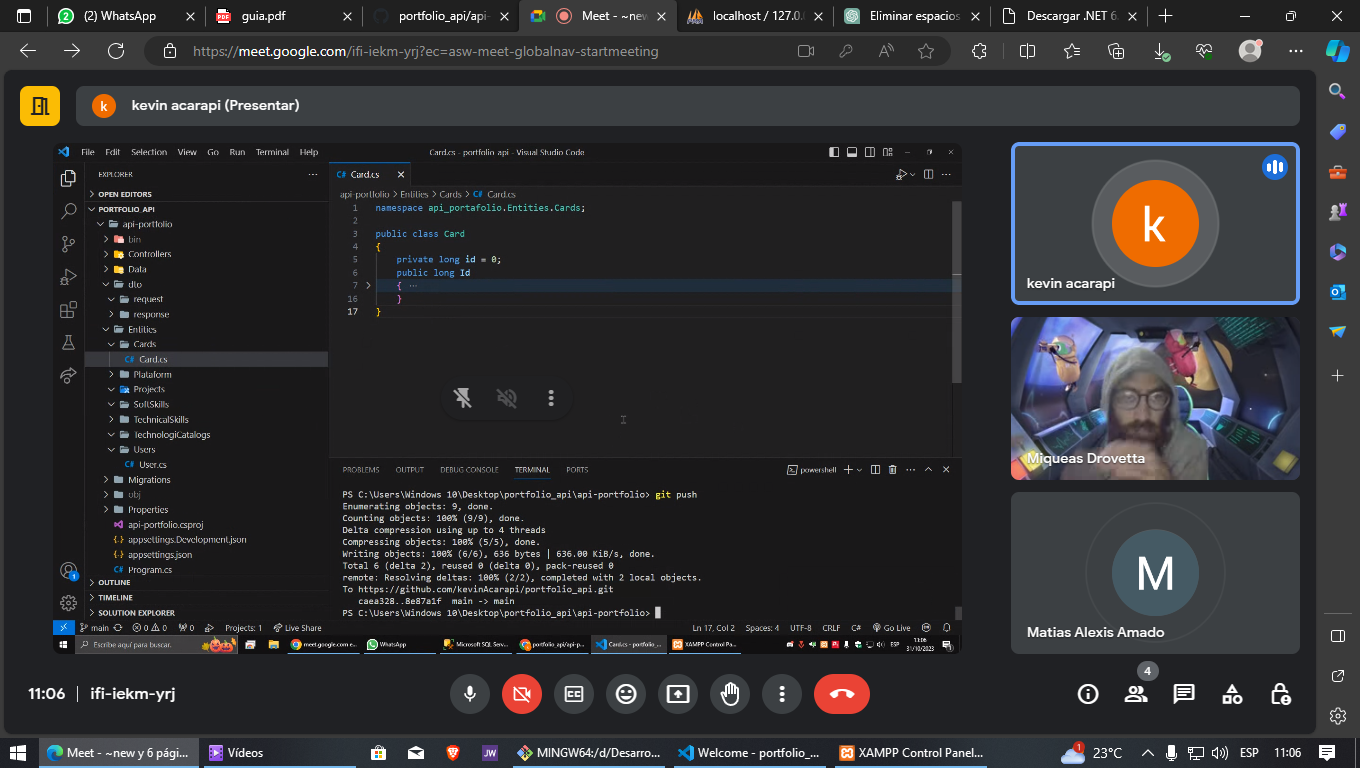 (2) WhatsApp
guia.pdf
portfolio_api/api-
Meet - ~new
localhost / 127.0.
Eliminar espacios
Descargar .NET 6.
https://meet.google.com/ifi-iekm-yrj?ec=asw-meet-globalnav-startmeeting
k
kevin acarapi (Presentar)
File Edit Selection View Go Run Terminal Help
Card.cs - portfolio_api - Visual Studio Code
EXPLORER
OPEN EDITORS
PORTFOLIO_API
api-portfolio
bin
Controllers
Data
dto
request
response
Entities
Cards
Card.cs
Plataform
Projects
SoftSkills
TechnicalSkills
TechnologiCatalogs
Users
User.cs
Migrations
obj
Properties
api-portfolio.csproj
appsettings.Development.json
appsettings.json
Program.cs
OUTLINE
TIMELINE
SOLUTION EXPLORER
Card.cs
api-portfolio > Entities > Cards > Card.cs
1 namespace api_portafolio.Entities.Cards;
2
3 public class Card
4 {
5 private long id = 0;
6 public long Id
7 { ...
16 }
17 }
PROBLEMS OUTPUT DEBUG CONSOLE TERMINAL PORTS
powershell
PS C:\Users\Windows 10\Desktop\portfolio_api\api-portfolio> git push
Enumerating objects: 9, done.
Counting objects: 100% (9/9), done.
Delta compression using up to 4 threads
Compressing objects: 100% (5/5), done.
Writing objects: 100% (6/6), 636 bytes | 636.00 KiB/s, done.
Total 6 (delta 2), reused 0 (delta 0), pack-reused 0
remote: Resolving deltas: 100% (2/2), completed with 2 local objects.
To https://github.com/kevinAcarapi/portfolio_api.git
caea328..8e87a1f main -> main
PS C:\Users\Windows 10\Desktop\portfolio_api\api-portfolio>
main 0 0 0 Projects: 1 Live Share
Ln 17, Col 2 Spaces: 4 UTF-8 CRLF C# Go Live
Escribe aquí para buscar.
meet.google.com e...
WhatsApp
Microsoft SQL Serv...
portfolio_api/api-p...
Card.cs - portfolio_...
XAMPP Control Pa...
ESP
13:06
31/10/2023
k
kevin acarapi
Miqueas Drovetta
M
Matias Alexis Amado
11:06 | ifi-iekm-yrj
4
Meet - ~new y 6 pági...
Vídeos
JW
MINGW64:/d/Desarro...
Welcome - portfolio_...
XAMPP Control Panel...
1
23°C
ESP
11:06